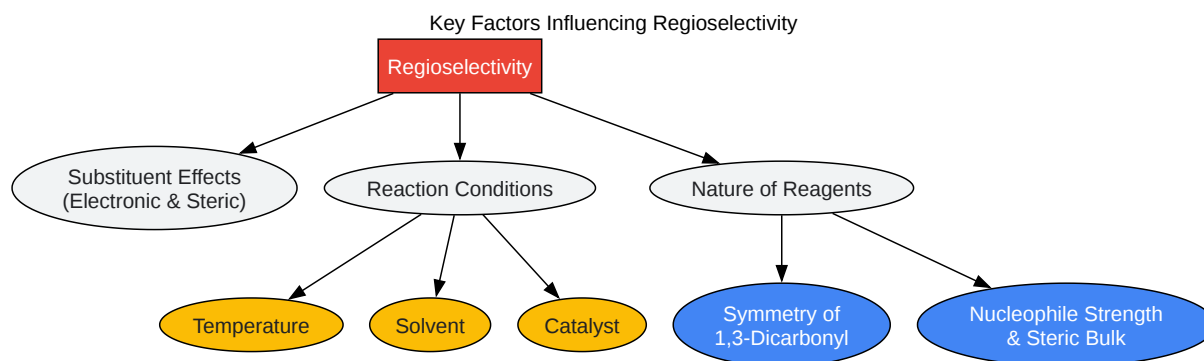 Key Factors Influencing Regioselectivity
Regioselectivity
Substituent Effects
(Electronic & Steric)
Reaction Conditions
Nature of Reagents
Temperature
Solvent
Catalyst
Symmetry of
1,3-Dicarbonyl
Nucleophile Strength
& Steric Bulk